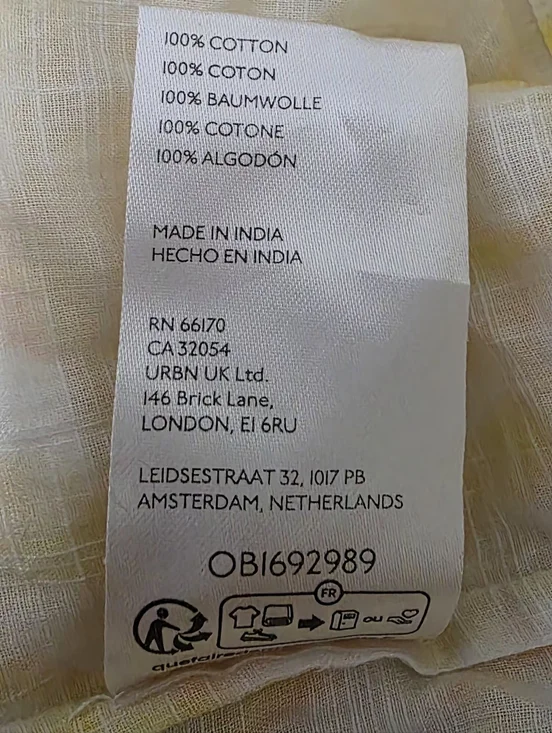 100% COTTON
100% COTON
100% BAUMWOLLE
100% COTONE
100% ALGODÓN
MADE IN INDIA
HECHO EN INDIA
RN 66170
CA 32054
URBN UK Ltd.
146 Brick Lane,
LONDON, E1 6RU
LEIDSESTRAAT 32, 1017 PB
AMSTERDAM, NETHERLANDS
OB1692989
FR
OU